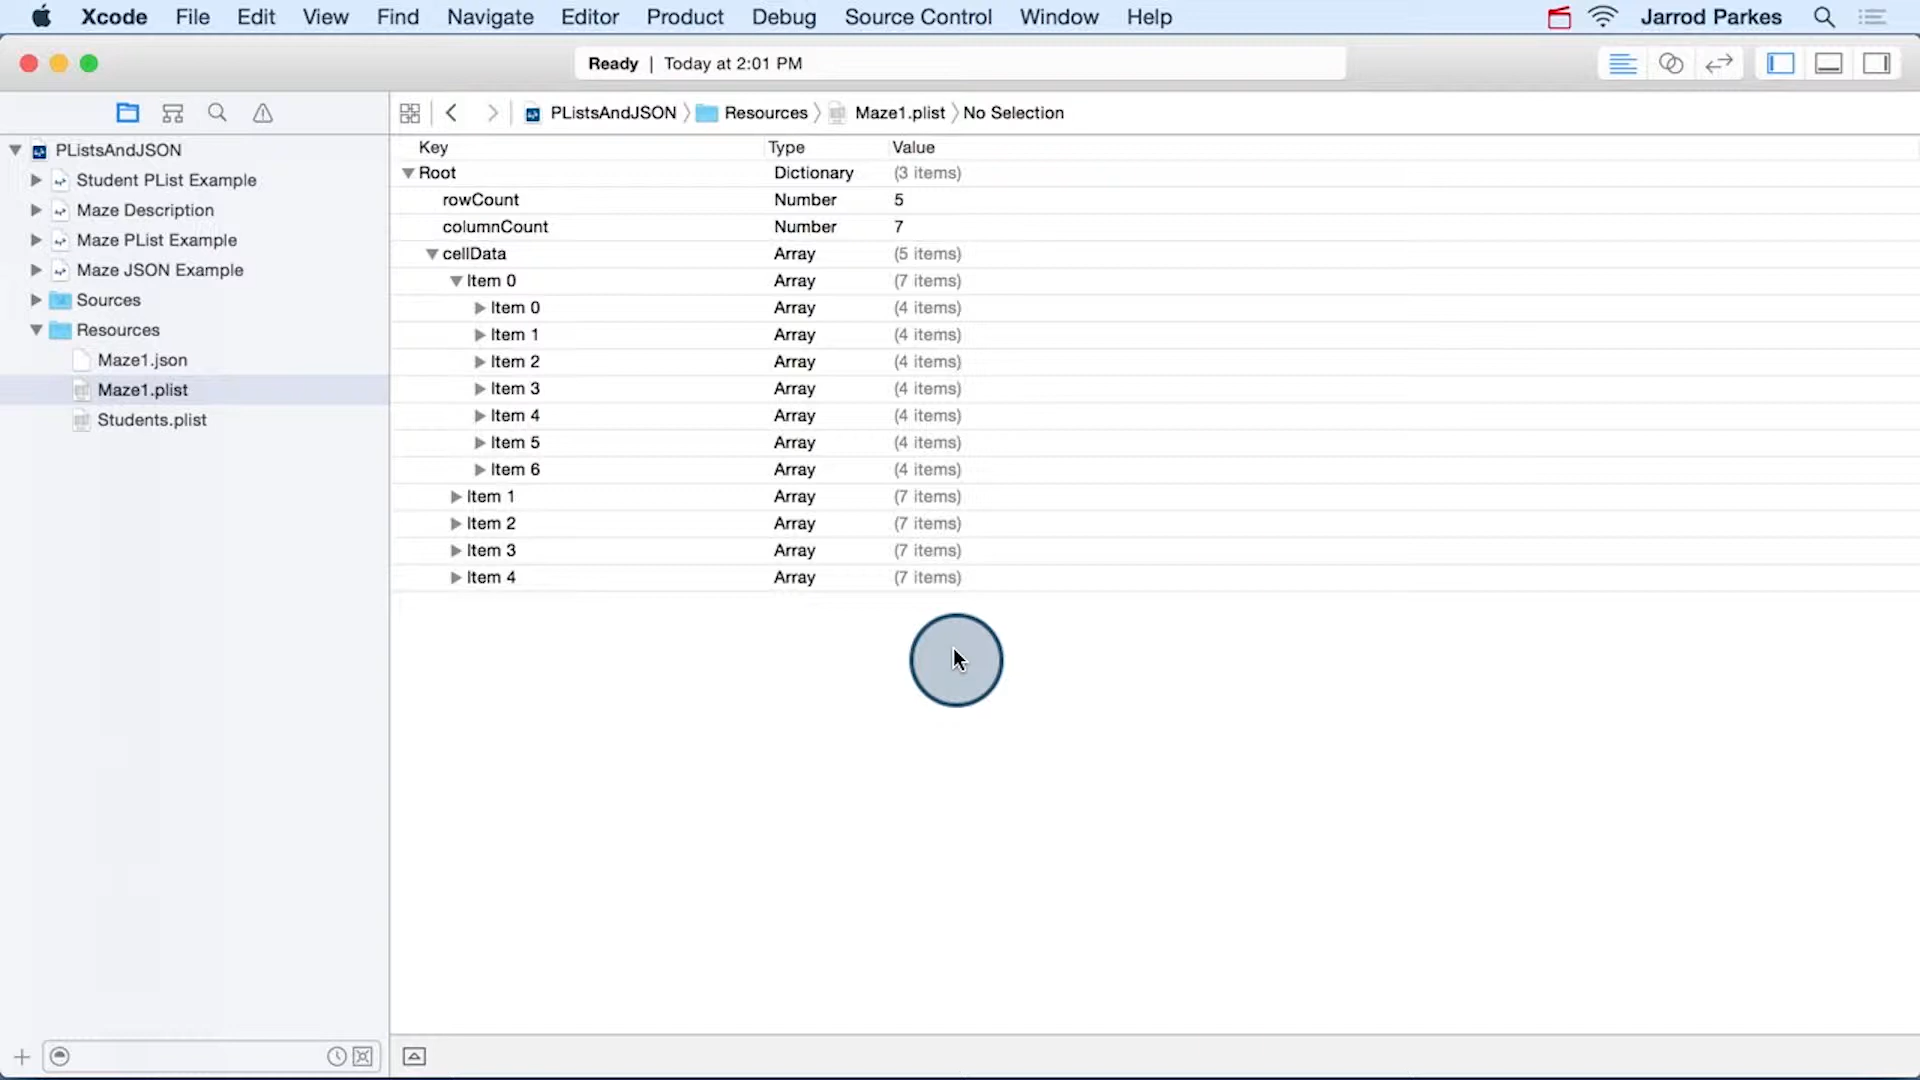 Xcode File Edit View Find Navigate Editor Product Debug Source Control Window Help Jarrod Parkes
Ready | Today at 2:01 PM
PListsAndJSON Resources Maze1.plist No Selection
PListsAndJSON
Student PList Example
Maze Description
Maze PList Example
Maze JSON Example
Sources
Resources
Maze1.json
Maze1.plist
Students.plist
Key Type Value
Root Dictionary (3 items)
rowCount Number 5
columnCount Number 7
cellData Array (5 items)
Item 0 Array (7 items)
Item 0 Array (4 items)
Item 1 Array (4 items)
Item 2 Array (4 items)
Item 3 Array (4 items)
Item 4 Array (4 items)
Item 5 Array (4 items)
Item 6 Array (4 items)
Item 1 Array (7 items)
Item 2 Array (7 items)
Item 3 Array (7 items)
Item 4 Array (7 items)